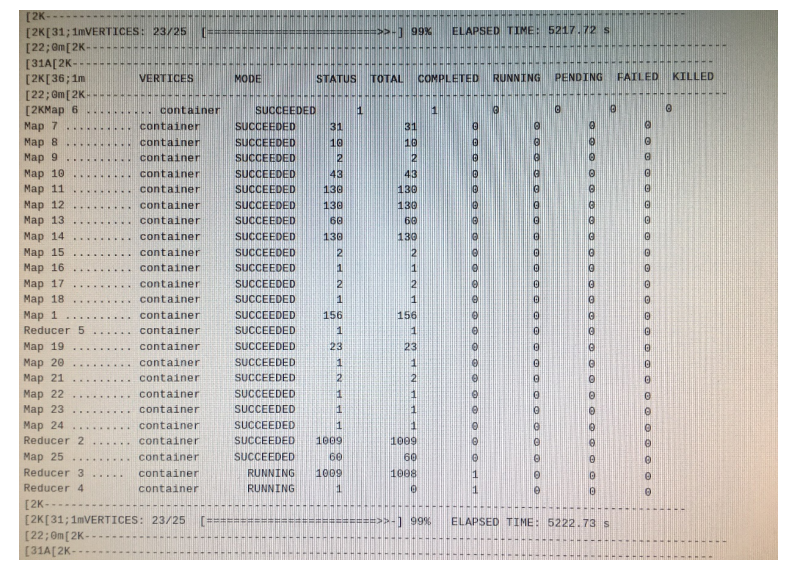 [2K----------------------------------------------------------------------------------------------
[2K[31;1mVERTICES: 23/25  [==========================>>-] 99%  ELAPSED TIME: 5217.72 s
[22;0m[2K----------------------------------------------------------------------------------------------
[31A[2K----------------------------------------------------------------------------------------------
[2K[36;1m        VERTICES      MODE        STATUS  TOTAL  COMPLETED  RUNNING  PENDING  FAILED  KILLED
[22;0m[2K----------------------------------------------------------------------------------------------
[2KMap 6 .......... container     SUCCEEDED      1          1        0        0       0       0
Map 7 ......... container     SUCCEEDED     31         31        0        0       0       0
Map 8 ......... container     SUCCEEDED     10         10        0        0       0       0
Map 9 ......... container     SUCCEEDED      2          2        0        0       0       0
Map 10 ........ container     SUCCEEDED     43         43        0        0       0       0
Map 11 ........ container     SUCCEEDED    130        130        0        0       0       0
Map 12 ........ container     SUCCEEDED    130        130        0        0       0       0
Map 13 ........ container     SUCCEEDED     60         60        0        0       0       0
Map 14 ........ container     SUCCEEDED    130        130        0        0       0       0
Map 15 ........ container     SUCCEEDED      2          2        0        0       0       0
Map 16 ........ container     SUCCEEDED      1          1        0        0       0       0
Map 17 ........ container     SUCCEEDED      2          2        0        0       0       0
Map 18 ........ container     SUCCEEDED      1          1        0        0       0       0
Map 1 ......... container     SUCCEEDED    156        156        0        0       0       0
Reducer 5 ...... container     SUCCEEDED      1          1        0        0       0       0
Map 19 ........ container     SUCCEEDED     23         23        0        0       0       0
Map 20 ........ container     SUCCEEDED      1          1        0        0       0       0
Map 21 ........ container     SUCCEEDED      2          2        0        0       0       0
Map 22 ........ container     SUCCEEDED      1          1        0        0       0       0
Map 23 ........ container     SUCCEEDED      1          1        0        0       0       0
Map 24 ........ container     SUCCEEDED      1          1        0        0       0       0
Reducer 2 ...... container     SUCCEEDED   1009       1009        0        0       0       0
Map 25 ........ container     SUCCEEDED     60         60        0        0       0       0
Reducer 3 .....  container       RUNNING   1009       1008        1        0       0       0
Reducer 4        container       RUNNING      1          0        1        0       0       0
[2K----------------------------------------------------------------------------------------------
[2K[31;1mVERTICES: 23/25  [==========================>>-] 99%  ELAPSED TIME: 5222.73 s
[22;0m[2K----------------------------------------------------------------------------------------------
[31A[2K----------------------------------------------------------------------------------------------